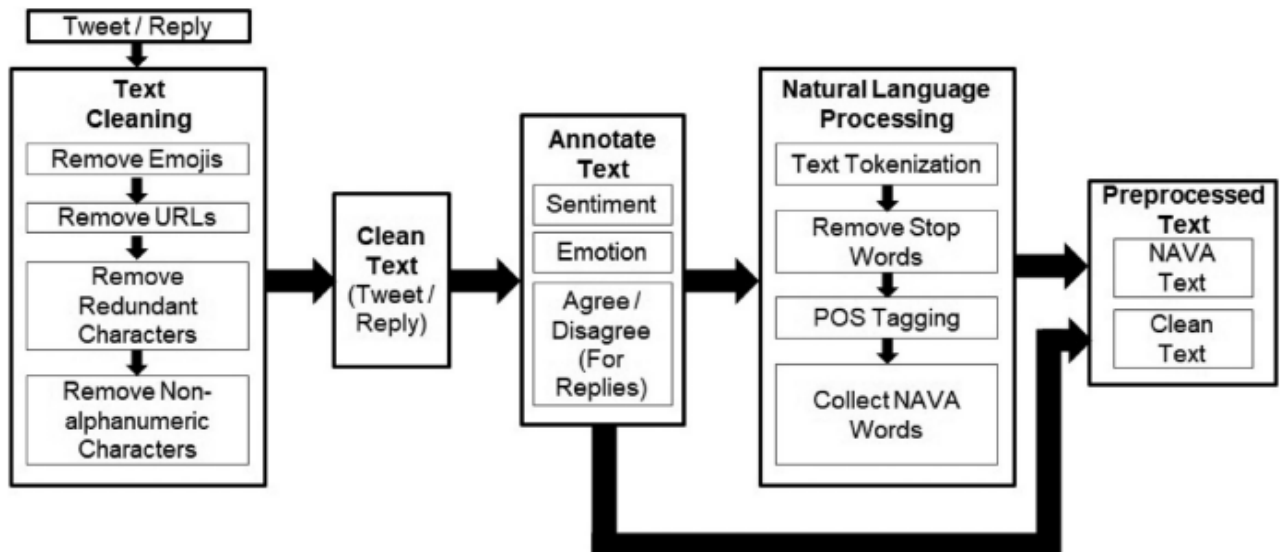 Tweet / Reply
Text
Cleaning
Remove Emojis
Remove URLs
Remove
Redundant
Characters
Remove Non-
alphanumeric
Characters
Clean
Text
(Tweet /
Reply)
Annotate
Text
Sentiment
Emotion
Agree /
Disagree
(For
Replies)
Natural Language
Processing
Text Tokenization
Remove Stop
Words
POS Tagging
Collect NAVA
Words
Preprocessed
Text
NAVA
Text
Clean
Text